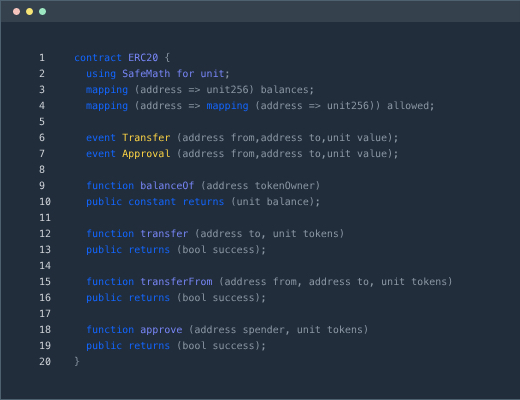 1 contract ERC20 {
2 using SafeMath for unit;
3 mapping (address => unit256) balances;
4 mapping (address => mapping (address => unit256)) allowed;
5
6 event Transfer (address from,address to,unit value);
7 event Approval (address from,address to,unit value);
8
9 function balanceOf (address tokenOwner)
10 public constant returns (unit balance);
11
12 function transfer (address to, unit tokens)
13 public returns (bool success);
14
15 function transferFrom (address from, address to, unit tokens)
16 public returns (bool success);
17
18 function approve (address spender, unit tokens)
19 public returns (bool success);
20 }